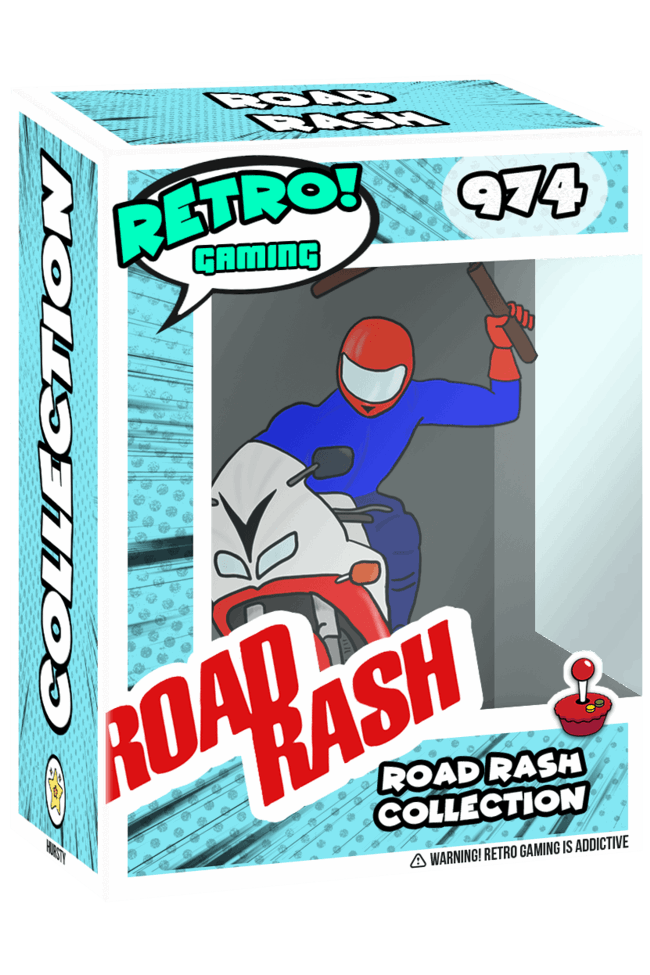 ROAD
RASH
RETRO!
GAMING
974
COLLECTION
ROAD
RASH
ROAD RASH
COLLECTION
HURSTY
WARNING! RETRO GAMING IS ADDICTIVE